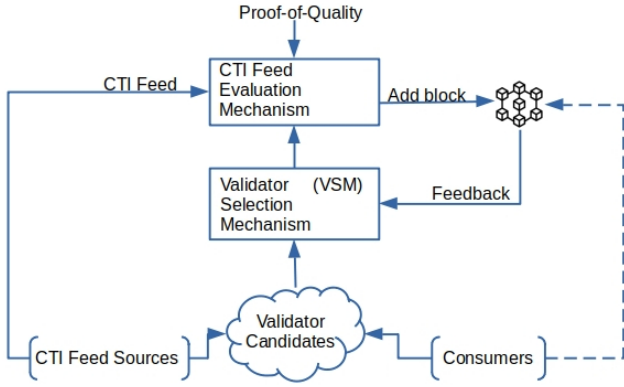 Proof-of-Quality
CTI Feed
CTI Feed
Evaluation
Mechanism
Add block
Validator (VSM)
Selection
Mechanism
Feedback
Validator
Candidates
CTI Feed Sources
Consumers